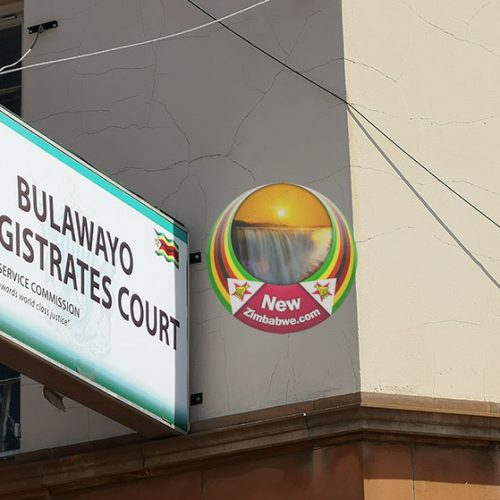 BULAWAYO
GISTRATES COURT
SERVICE COMMISSION
wards world class justice"
New
Zimbabwe.com